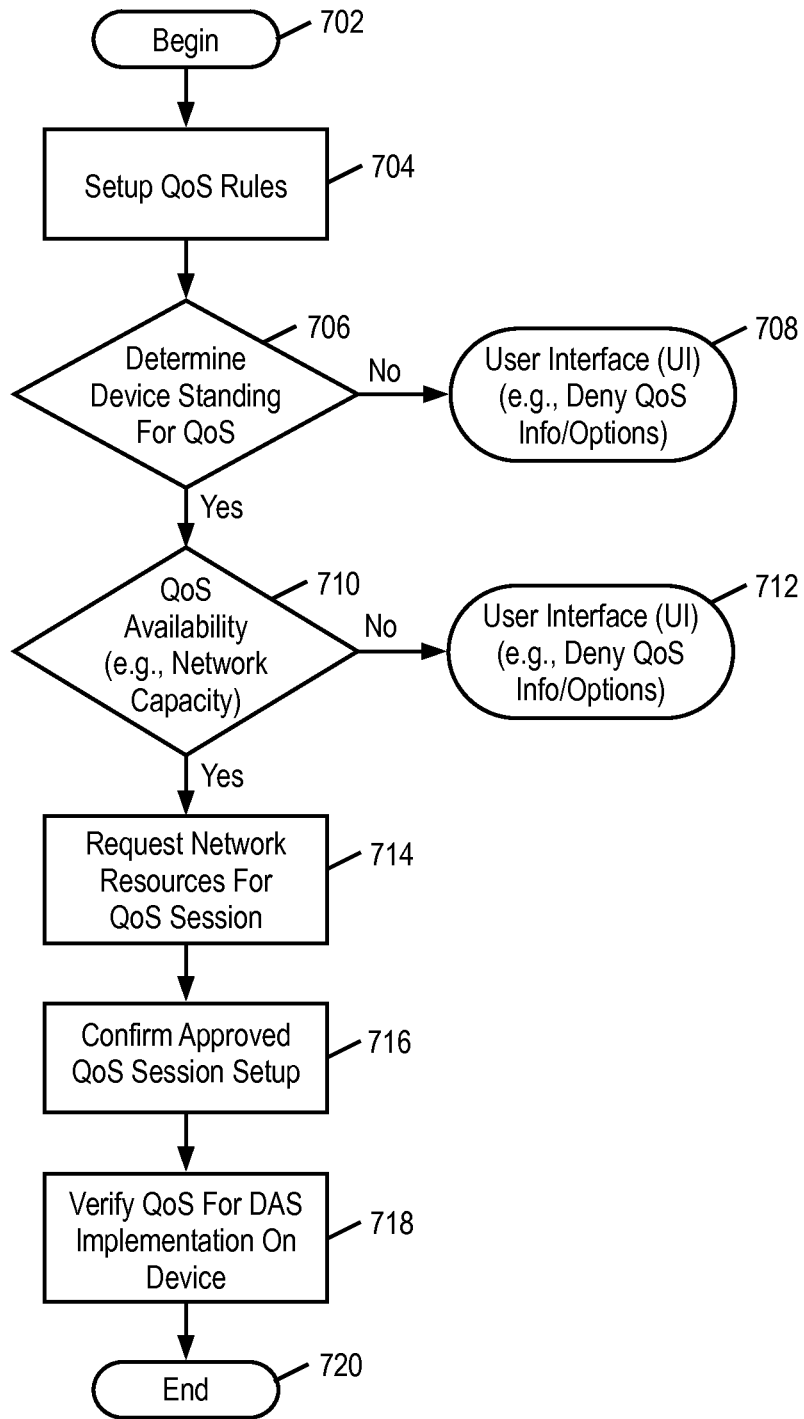 Begin
702
Setup QoS Rules
704
706
Determine
Device Standing
For QoS
No
708
User Interface (UI)
(e.g., Deny QoS
Info/Options)
Yes
710
QoS
Availability
(e.g., Network
Capacity)
No
712
User Interface (UI)
(e.g., Deny QoS
Info/Options)
Yes
Request Network
Resources For
QoS Session
714
Confirm Approved
QoS Session Setup
716
Verify QoS For DAS
Implementation On
Device
718
End
720